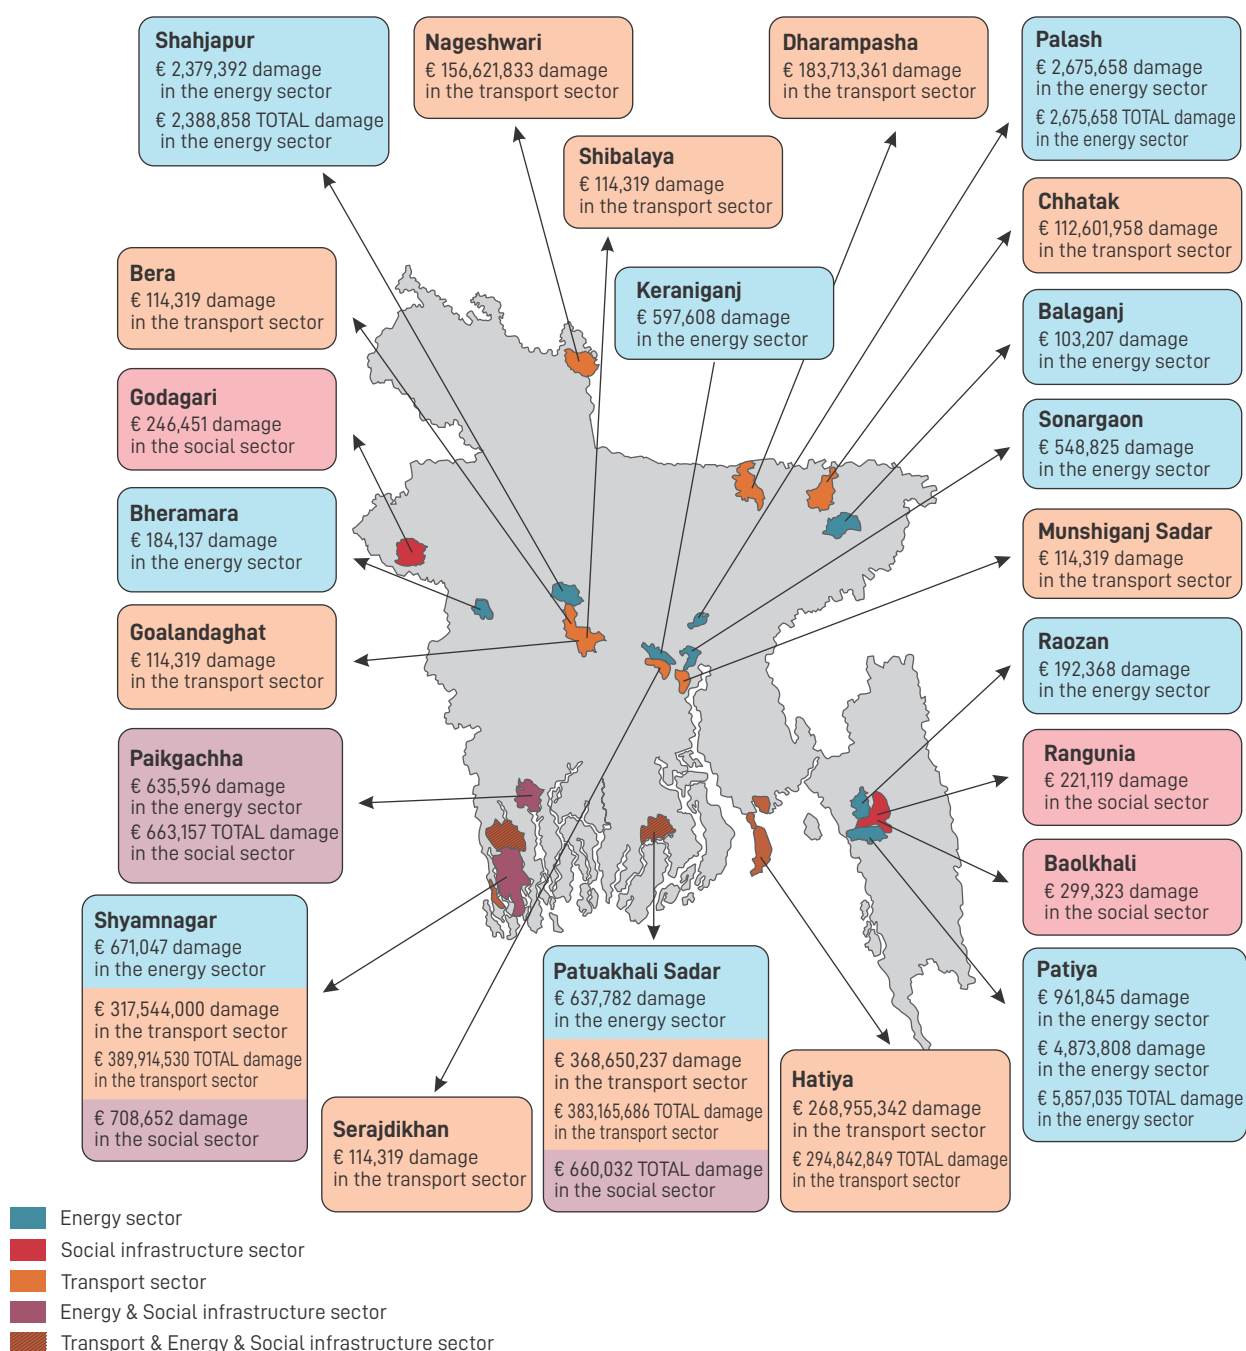 Shahjapur
€ 2,379,392 damage
in the energy sector
€ 2,388,858 TOTAL damage
in the energy sector
Nageshwari
€ 156,621,833 damage
in the transport sector
Dharampasha
€ 183,713,361 damage
in the transport sector
Palash
€ 2,675,658 damage
in the energy sector
€ 2,675,658 TOTAL damage
in the energy sector
Shibalaya
€ 114,319 damage
in the transport sector
Chhatak
€ 112,601,958 damage
in the transport sector
Bera
€ 114,319 damage
in the transport sector
Keraniganj
€ 597,608 damage
in the energy sector
Balaganj
€ 103,207 damage
in the energy sector
Godagari
€ 246,451 damage
in the social sector
Sonargaon
€ 548,825 damage
in the energy sector
Bheramara
€ 184,137 damage
in the energy sector
Munshiganj Sadar
€ 114,319 damage
in the transport sector
Goalandaghat
€ 114,319 damage
in the transport sector
Raozan
€ 192,368 damage
in the energy sector
Paikgachha
€ 635,596 damage
in the energy sector
€ 663,157 TOTAL damage
in the social sector
Rangunia
€ 221,119 damage
in the social sector
Baolkhali
€ 299,323 damage
in the social sector
Shyamnagar
€ 671,047 damage
in the energy sector
€ 317,544,000 damage
in the transport sector
€ 389,914,530 TOTAL damage
in the transport sector
€ 708,652 damage
in the social sector
Patuakhali Sadar
€ 637,782 damage
in the energy sector
€ 368,650,237 damage
in the transport sector
€ 383,165,686 TOTAL damage
in the transport sector
€ 660,032 TOTAL damage
in the social sector
Patiya
€ 961,845 damage
in the energy sector
€ 4,873,808 damage
in the energy sector
€ 5,857,035 TOTAL damage
in the energy sector
Hatiya
€ 268,955,342 damage
in the transport sector
€ 294,842,849 TOTAL damage
in the transport sector
Serajdikhan
€ 114,319 damage
in the transport sector
Energy sector
Social infrastructure sector
Transport sector
Energy & Social infrastructure sector
Transport & Energy & Social infrastructure sector